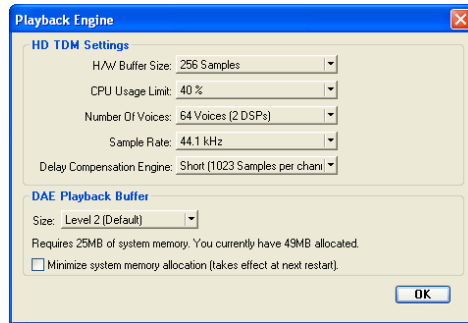 Playback Engine
HD TDM Settings
H/W Buffer Size: 256 Samples
CPU Usage Limit: 40 %
Number Of Voices: 64 Voices (2 DSPs)
Sample Rate: 44.1 kHz
Delay Compensation Engine: Short (1023 Samples per chan
DAE Playback Buffer
Size: Level 2 (Default)
Requires 25MB of system memory. You currently have 49MB allocated.
Minimize system memory allocation (takes effect at next restart).
OK